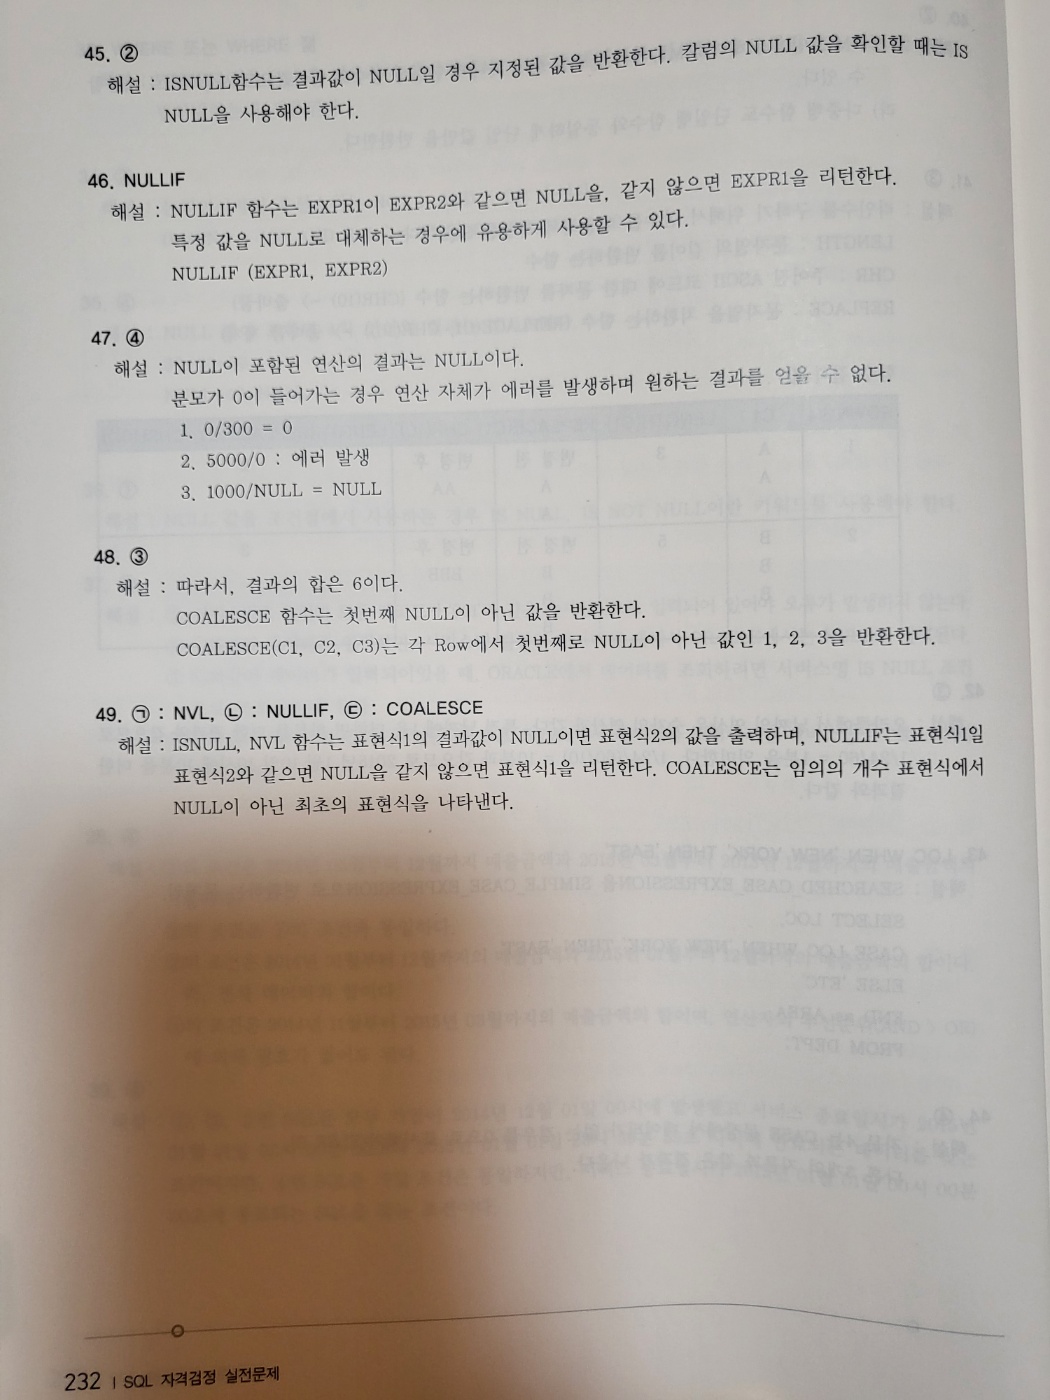 45. ②
해설 : ISNULL함수는 결과값이 NULL일 경우 지정된 값을 반환한다. 칼럼의 NULL 값을 확인할 때는 IS
NULL을 사용해야 한다.
46. NULLIF
해설 : NULLIF 함수는 EXPR1이 EXPR2와 같으면 NULL을, 같지 않으면 EXPR1을 리턴한다.
특정 값을 NULL로 대체하는 경우에 유용하게 사용할 수 있다.
NULLIF (EXPR1, EXPR2)
47. ④
해설 : NULL이 포함된 연산의 결과는 NULL이다.
분모가 0이 들어가는 경우 연산 자체가 에러를 발생하며 원하는 결과를 얻을 수 없다.
1. 0/300 = 0
2. 5000/0 : 에러 발생
3. 1000/NULL = NULL
48. ③
해설 : 따라서, 결과의 합은 6이다.
COALESCE 함수는 첫번째 NULL이 아닌 값을 반환한다.
COALESCE(C1, C2, C3)는 각 Row에서 첫번째로 NULL이 아닌 값인 1, 2, 3을 반환한다.
49. ㉠ : NVL, ㉡ : NULLIF, ㉢ : COALESCE
해설 : ISNULL, NVL 함수는 표현식1의 결과값이 NULL이면 표현식2의 값을 출력하며, NULLIF는 표현식1일
표현식2와 같으면 NULL을 같지 않으면 표현식1을 리턴한다. COALESCE는 임의의 개수 표현식에서
NULL이 아닌 최초의 표현식을 나타낸다.
232 | SQL 자격검정 실전문제